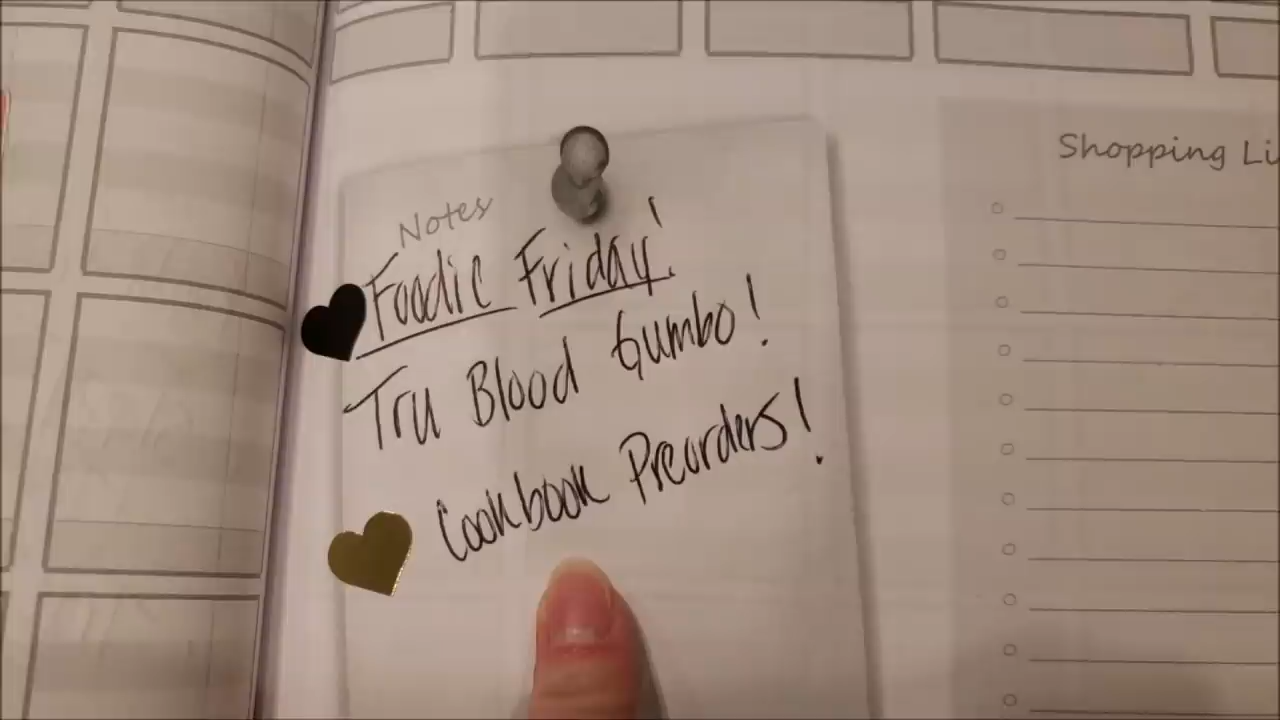 Notes
Foodie Friday!
Tru Blood Gumbo!
Cookbook Preorders!
Shopping Li